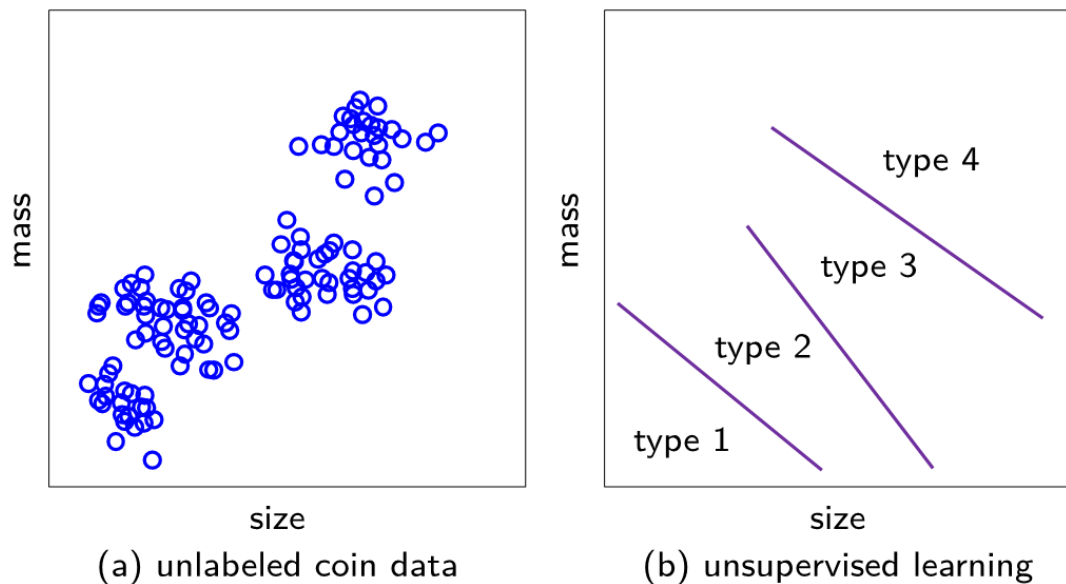 mass
size
(a) unlabeled coin data
mass
type 4
type 3
type 2
type 1
size
(b) unsupervised learning